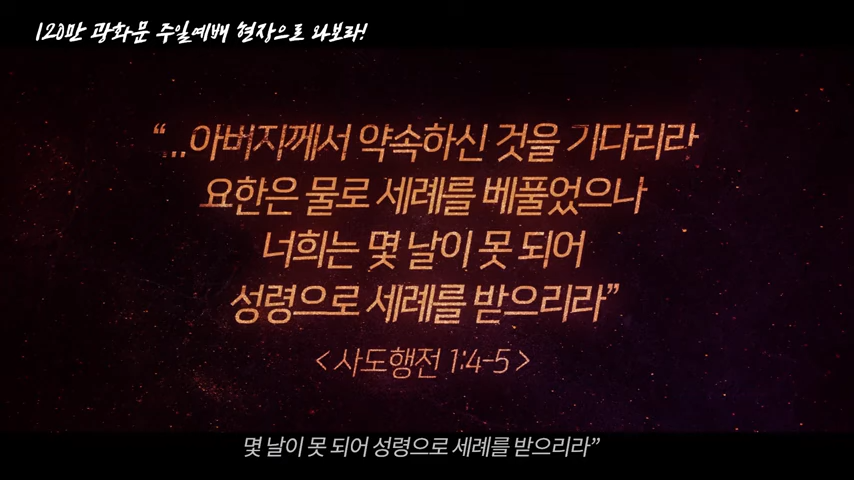 120만 광화문 주일예배 현장으로 와보라!
“...아버지께서 약속하신 것을 기다리라
요한은 물로 세례를 베풀었으나
너희는 몇 날이 못 되어
성령으로 세례를 받으리라”
<사도행전 1:4-5>
몇 날이 못 되어 성령으로 세례를 받으리라”